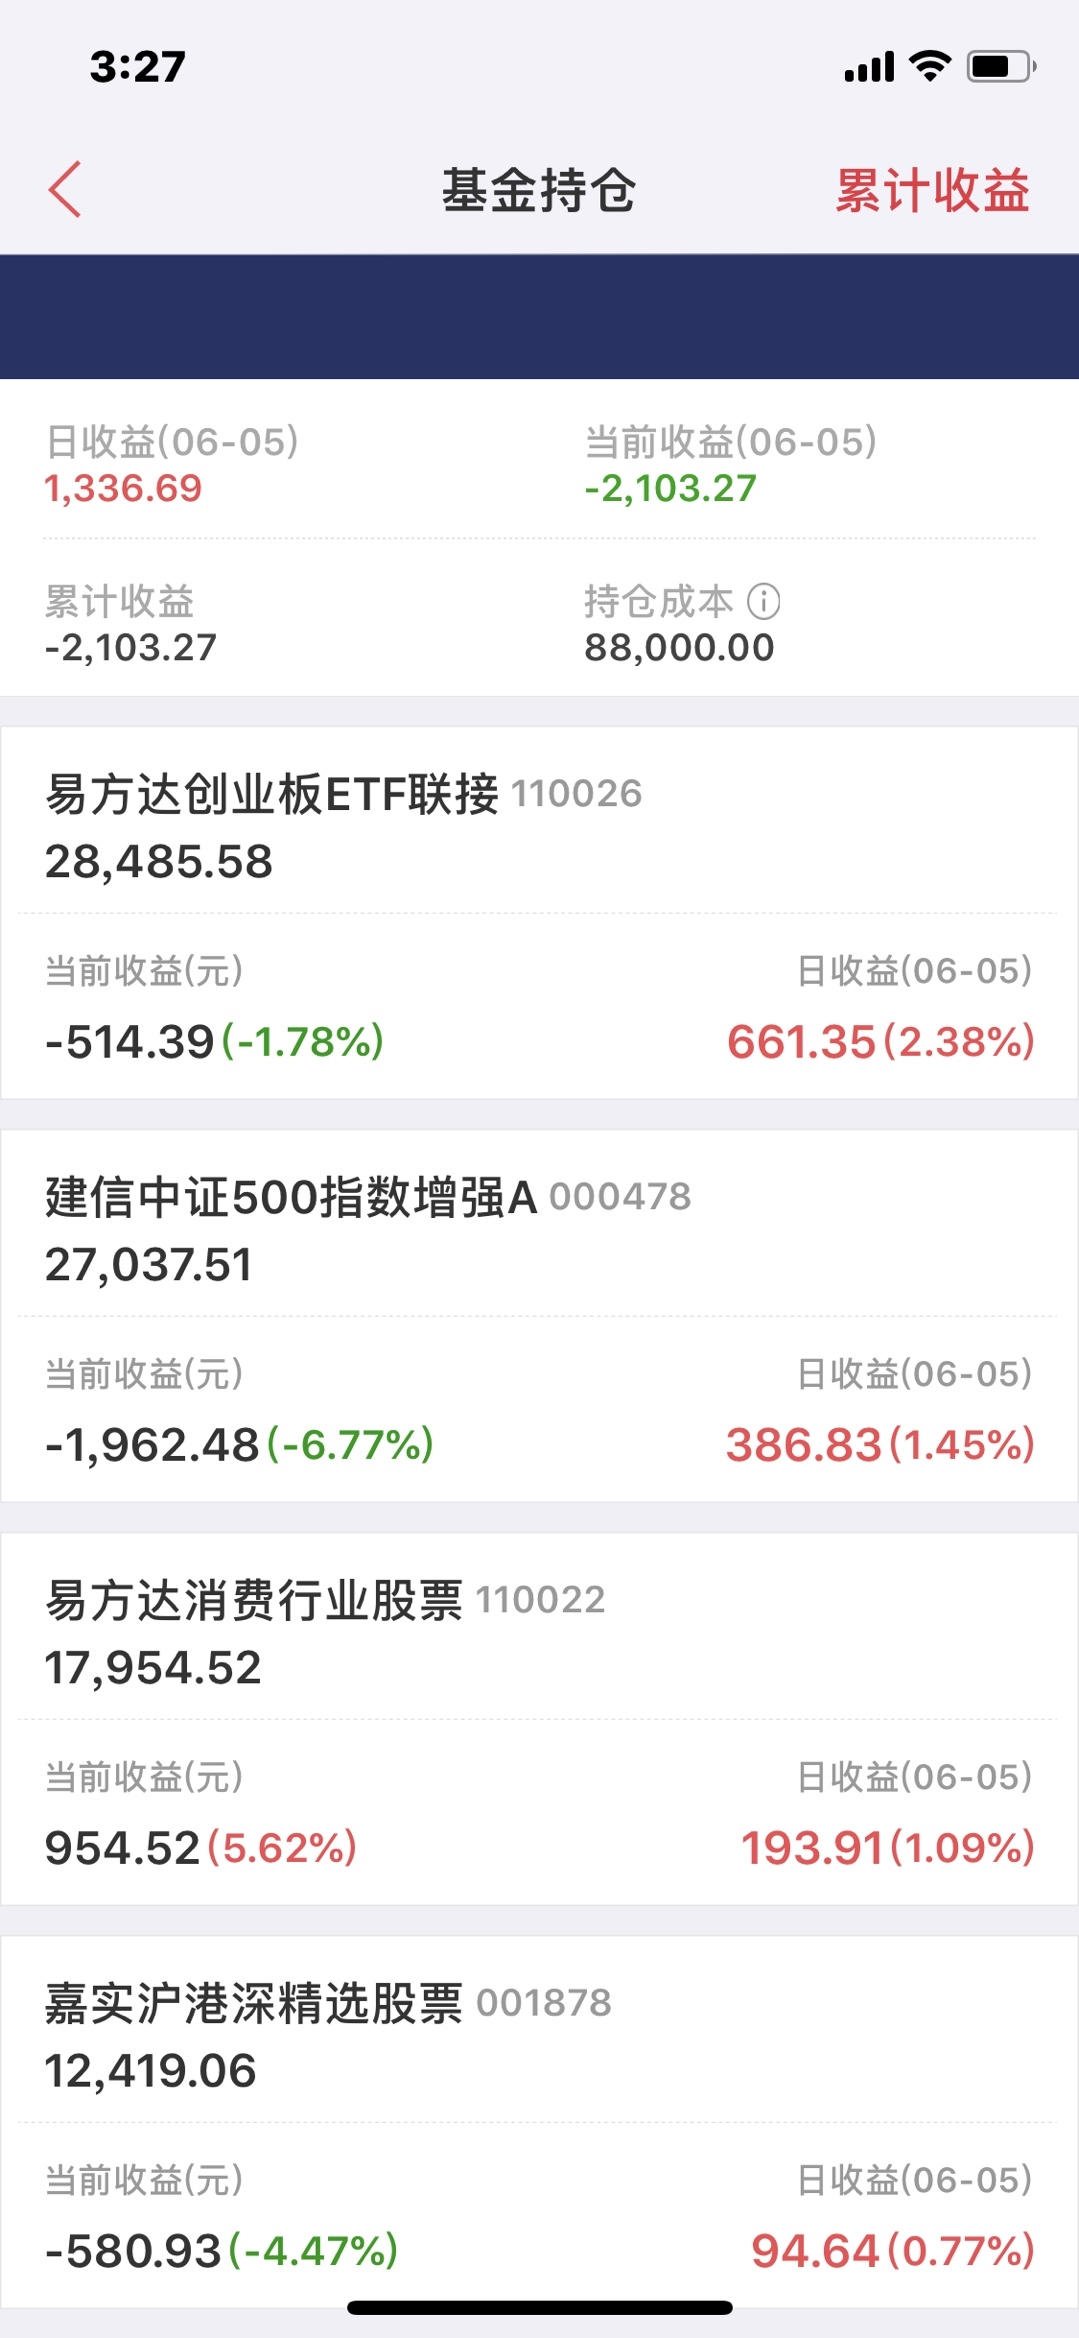 3:27
基金持仓 累计收益
日收益(06-05) 当前收益(06-05)
1,336.69 -2,103.27
累计收益 持仓成本
-2,103.27 88,000.00
易方达创业板ETF联接 110026
28,485.58
当前收益(元) 日收益(06-05)
-514.39(-1.78%) 661.35(2.38%)
建信中证500指数增强A 000478
27,037.51
当前收益(元) 日收益(06-05)
-1,962.48(-6.77%) 386.83(1.45%)
易方达消费行业股票 110022
17,954.52
当前收益(元) 日收益(06-05)
954.52(5.62%) 193.91(1.09%)
嘉实沪港深精选股票 001878
12,419.06
当前收益(元) 日收益(06-05)
-580.93(-4.47%) 94.64(0.77%)